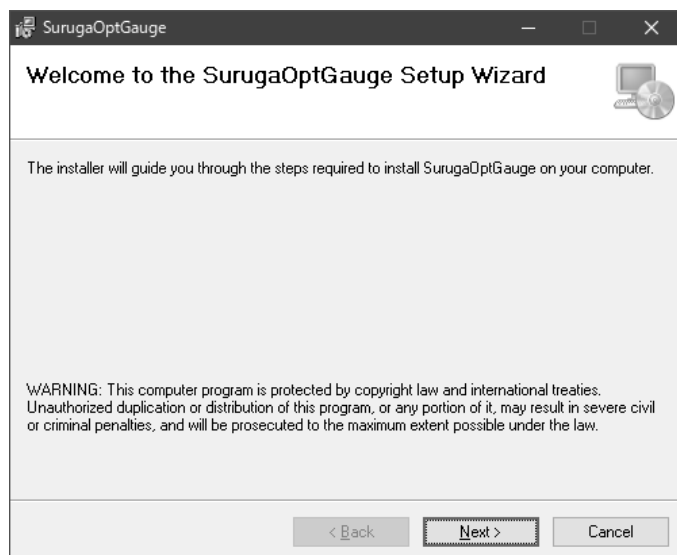 SurugaOptGauge
Welcome to the SurugaOptGauge Setup Wizard
The installer will guide you through the steps required to install SurugaOptGauge on your computer.
WARNING: This computer program is protected by copyright law and international treaties.
Unauthorized duplication or distribution of this program, or any portion of it, may result in severe civil
or criminal penalties, and will be prosecuted to the maximum extent possible under the law.
< Back Next > Cancel